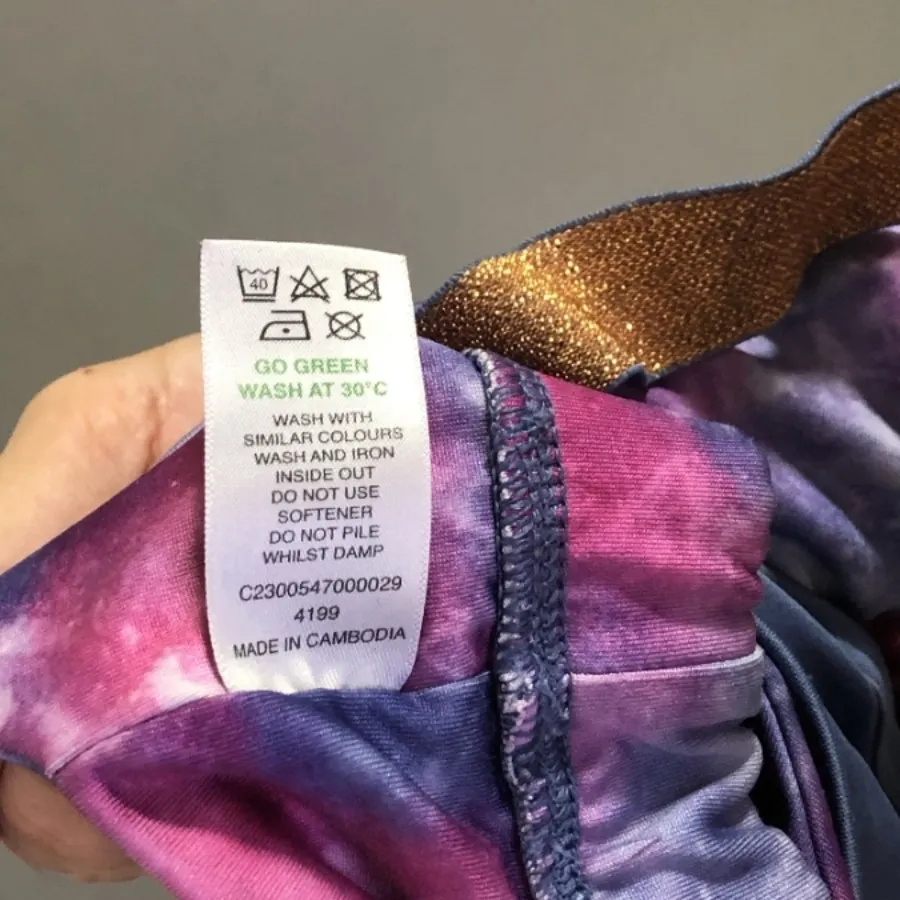 40
GO GREEN
WASH AT 30°C
WASH WITH
SIMILAR COLOURS
WASH AND IRON
INSIDE OUT
DO NOT USE
SOFTENER
DO NOT PILE
WHILST DAMP
C2300547000029
4199
MADE IN CAMBODIA